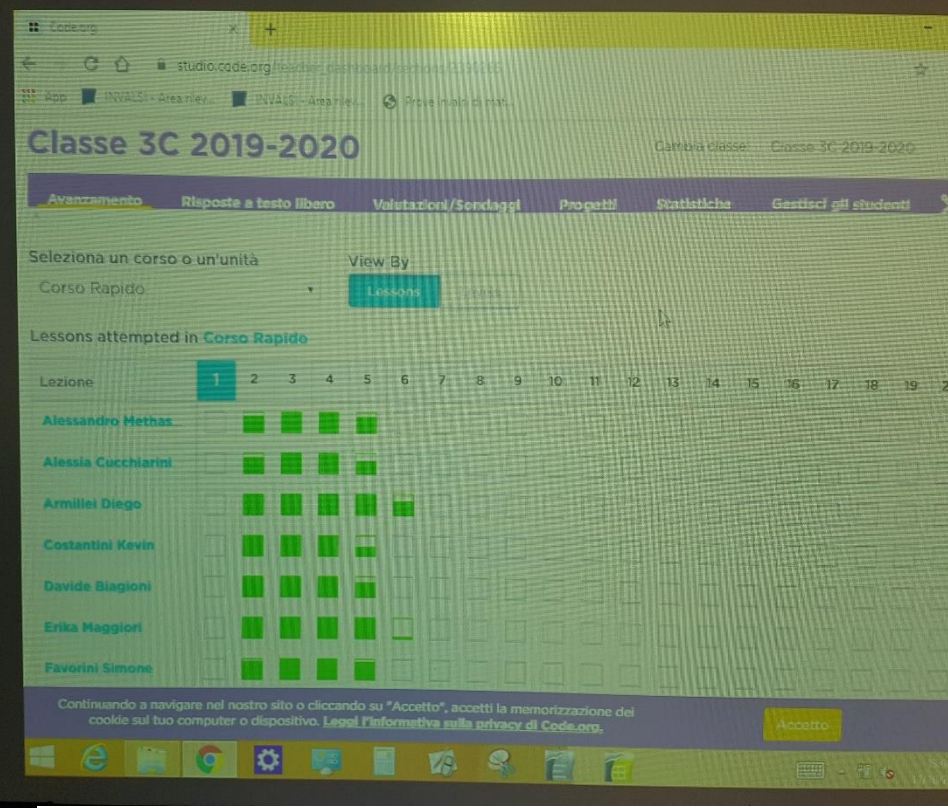 Code.org
studio.code.org/teacher_dashboard/sections/
App INVALSI - Area rilev... INVALSI - Area rilev... Prove Invalsi di mat...
Classe 3C 2019-2020
Cambia classe: Classe 3C 2019-2020
Avanzamento Risposte a testo libero Valutazioni/Sondaggi Progetti Statistiche Gestisci gli studenti
Seleziona un corso o un'unità View By
Corso Rapido Lessons
Lessons attempted in Corso Rapido
Lezione 1 2 3 4 5 6 7 8 9 10 11 12 13 14 15 16 17 18 19
Alessandro Methas
Alessia Cucchiarini
Armillei Diego
Costantini Kevin
Davide Biagioni
Erika Maggiori
Favorini Simone
Continuando a navigare nel nostro sito o cliccando su "Accetto", accetti la memorizzazione dei
cookie sul tuo computer o dispositivo. Leggi l'informativa sulla privacy di Code.org.
Accetto